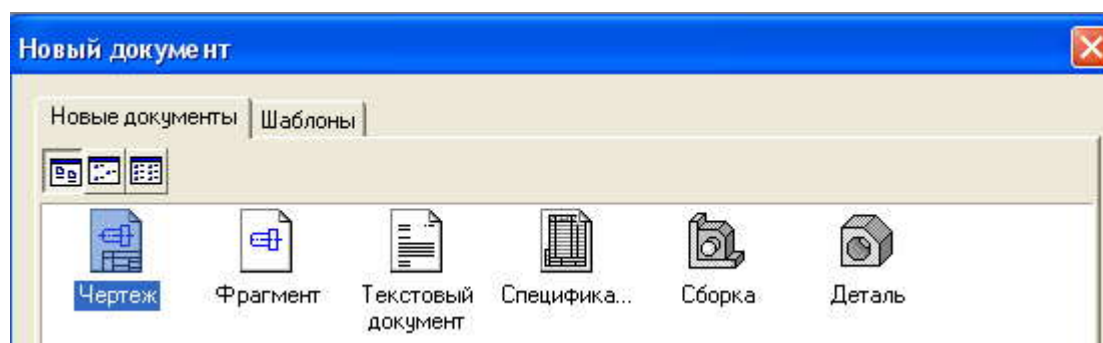 Новый документ
Новые документы Шаблоны
Чертеж Фрагмент Текстовый документ Специфика... Сборка Деталь